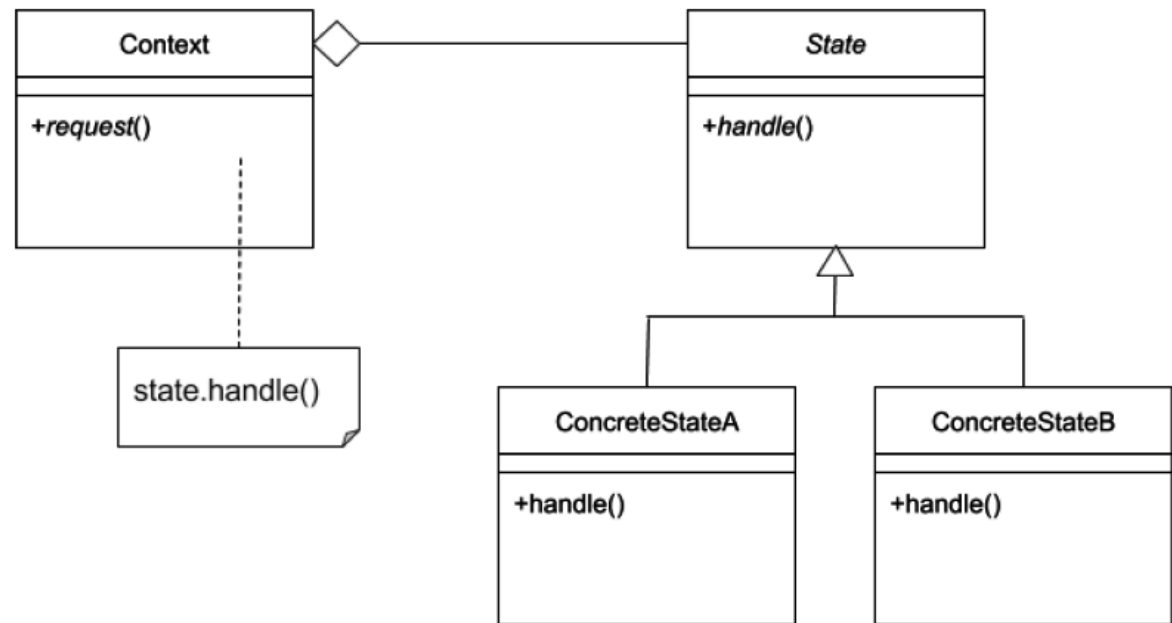 Context
+request()
state.handle()
State
+handle()
ConcreteStateA
+handle()
ConcreteStateB
+handle()